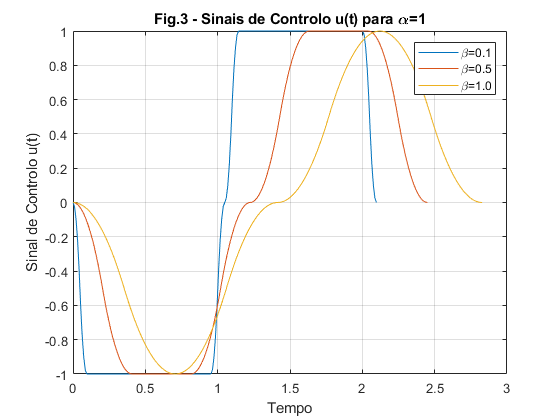 Fig.3 - Sinais de Controlo u(t) para α=1
β=0.1
β=0.5
β=1.0
1
0.8
0.6
0.4
0.2
0
-0.2
-0.4
-0.6
-0.8
-1
Sinal de Controlo u(t)
0 0.5 1 1.5 2 2.5 3
Tempo